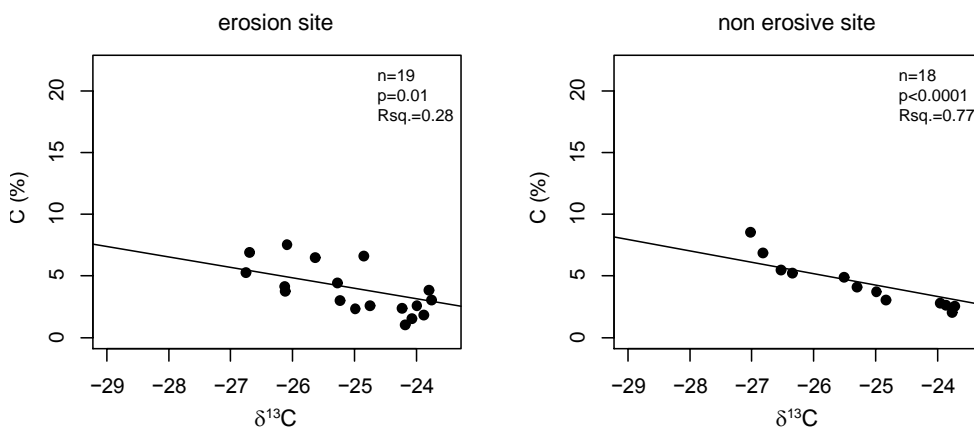 erosion site
n=19
p=0.01
Rsq.=0.28
20
15
10
5
0
C (%)
−29 −28 −27 −26 −25 −24
δ¹³C
non erosive site
n=18
p<0.0001
Rsq.=0.77
20
15
10
5
0
C (%)
−29 −28 −27 −26 −25 −24
δ¹³C